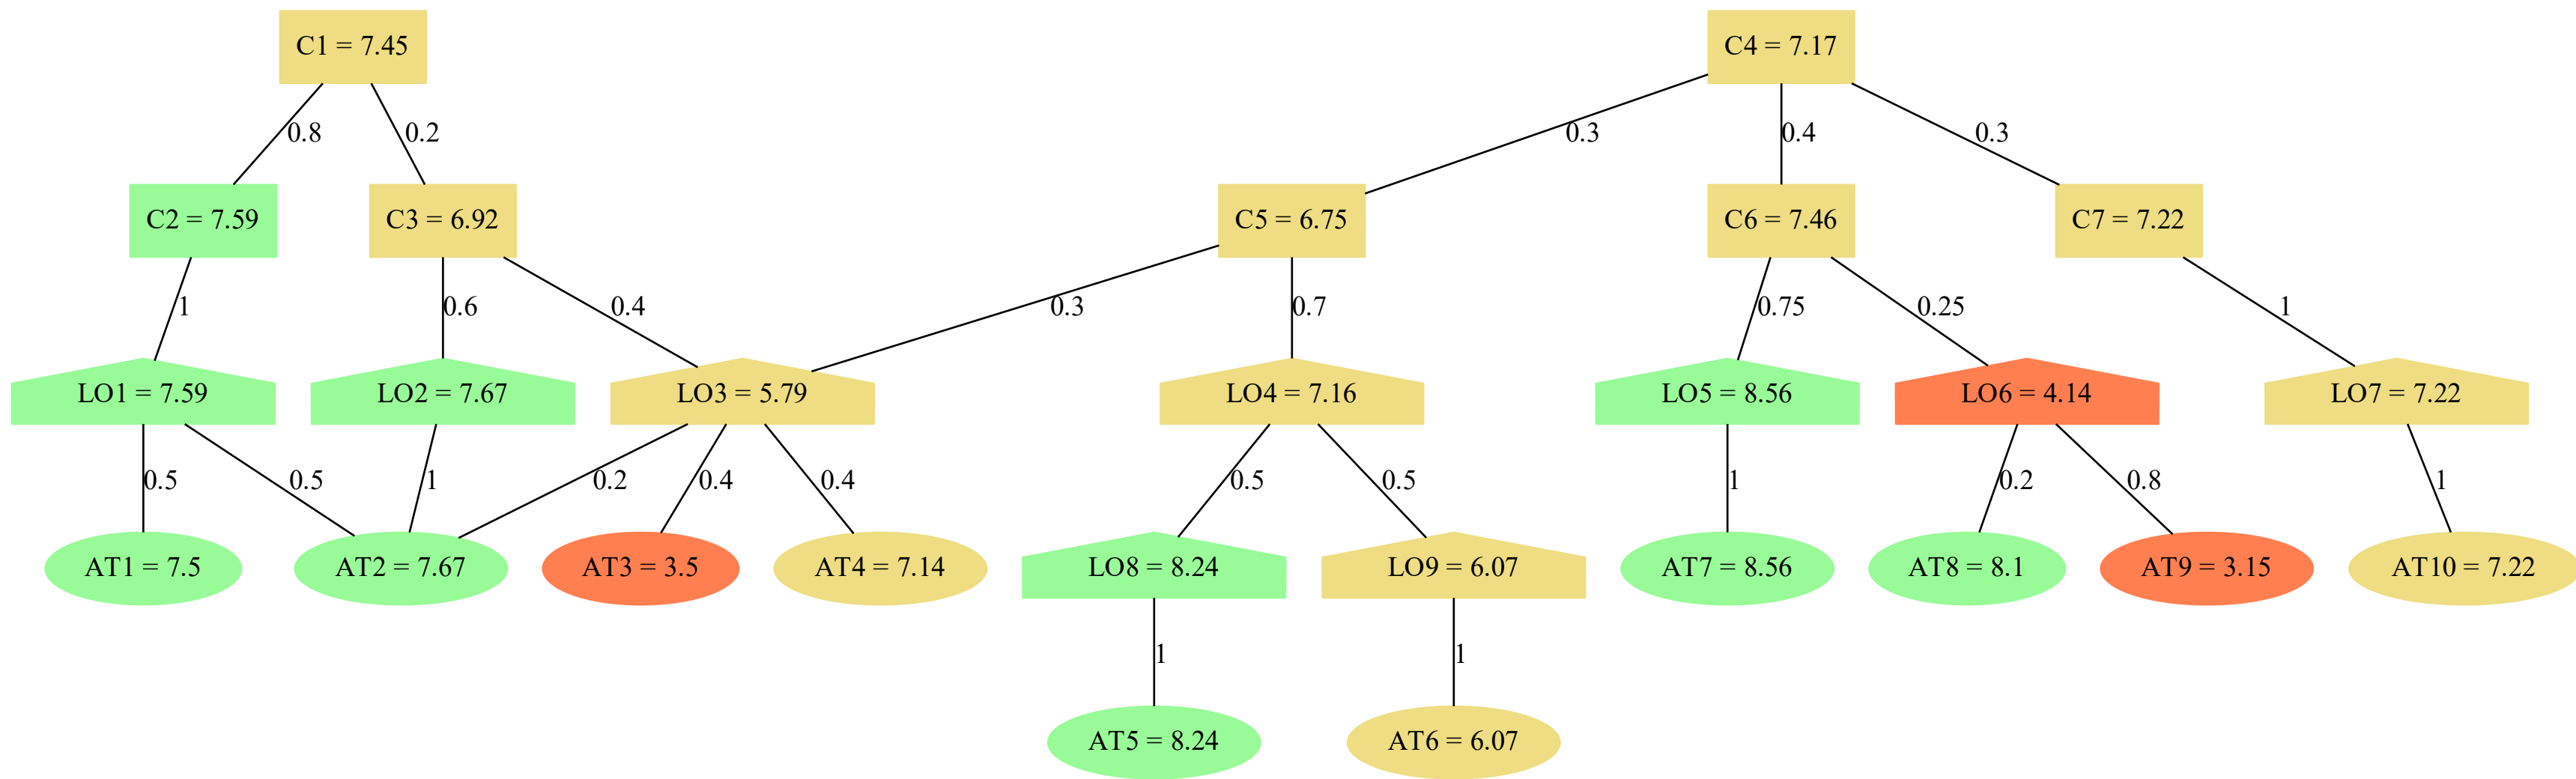 C1 = 7.45
C4 = 7.17
0.8
0.2
0.3
0.4
0.3
C2 = 7.59
C3 = 6.92
C5 = 6.75
C6 = 7.46
C7 = 7.22
1
0.6
0.4
0.3
0.7
0.75
0.25
1
LO1 = 7.59
LO2 = 7.67
LO3 = 5.79
LO4 = 7.16
LO5 = 8.56
LO6 = 4.14
LO7 = 7.22
0.5
0.5
1
0.2
0.4
0.4
0.5
0.5
1
0.2
0.8
1
AT1 = 7.5
AT2 = 7.67
AT3 = 3.5
AT4 = 7.14
LO8 = 8.24
LO9 = 6.07
AT7 = 8.56
AT8 = 8.1
AT9 = 3.15
AT10 = 7.22
1
1
AT5 = 8.24
AT6 = 6.07